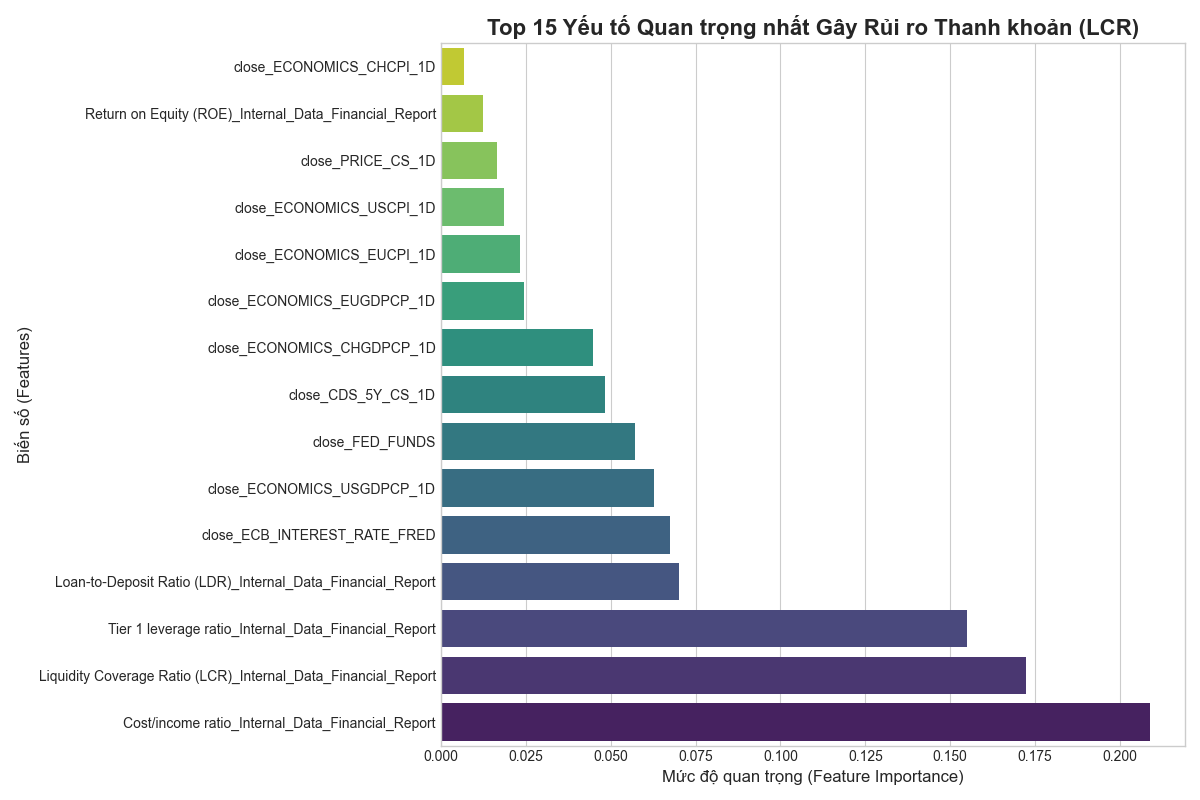 Top 15 Yếu tố Quan trọng nhất Gây Rủi ro Thanh khoản (LCR)
close_ECONOMICS_CHCPI_1D
Return on Equity (ROE)_Internal_Data_Financial_Report
close_PRICE_CS_1D
close_ECONOMICS_USCPI_1D
close_ECONOMICS_EUCPI_1D
close_ECONOMICS_EUGDPCP_1D
close_ECONOMICS_CHGDPCP_1D
close_CDS_5Y_CS_1D
close_FED_FUNDS
close_ECONOMICS_USGDPCP_1D
close_ECB_INTEREST_RATE_FRED
Loan-to-Deposit Ratio (LDR)_Internal_Data_Financial_Report
Tier 1 leverage ratio_Internal_Data_Financial_Report
Liquidity Coverage Ratio (LCR)_Internal_Data_Financial_Report
Cost/income ratio_Internal_Data_Financial_Report
Biến số (Features)
0.000 0.025 0.050 0.075 0.100 0.125 0.150 0.175 0.200
Mức độ quan trọng (Feature Importance)